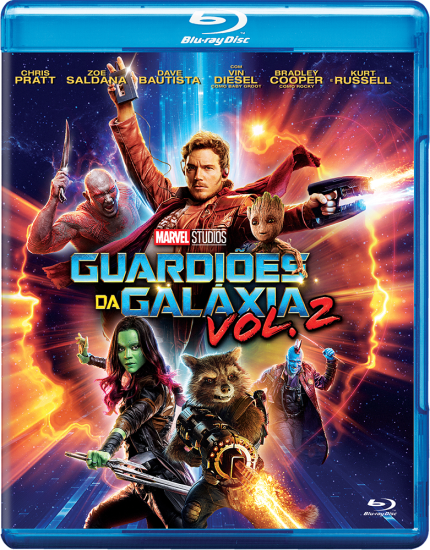 Blu-ray Disc
CHRIS PRATT
ZOE SALDANA
DAVE BAUTISTA
COM VIN DIESEL COMO BABY GROOT
BRADLEY COOPER COMO ROCKY
KURT RUSSELL
MARVEL STUDIOS
GUARDIÕES
DA GALÁXIA
VOL. 2
Blu-ray Disc